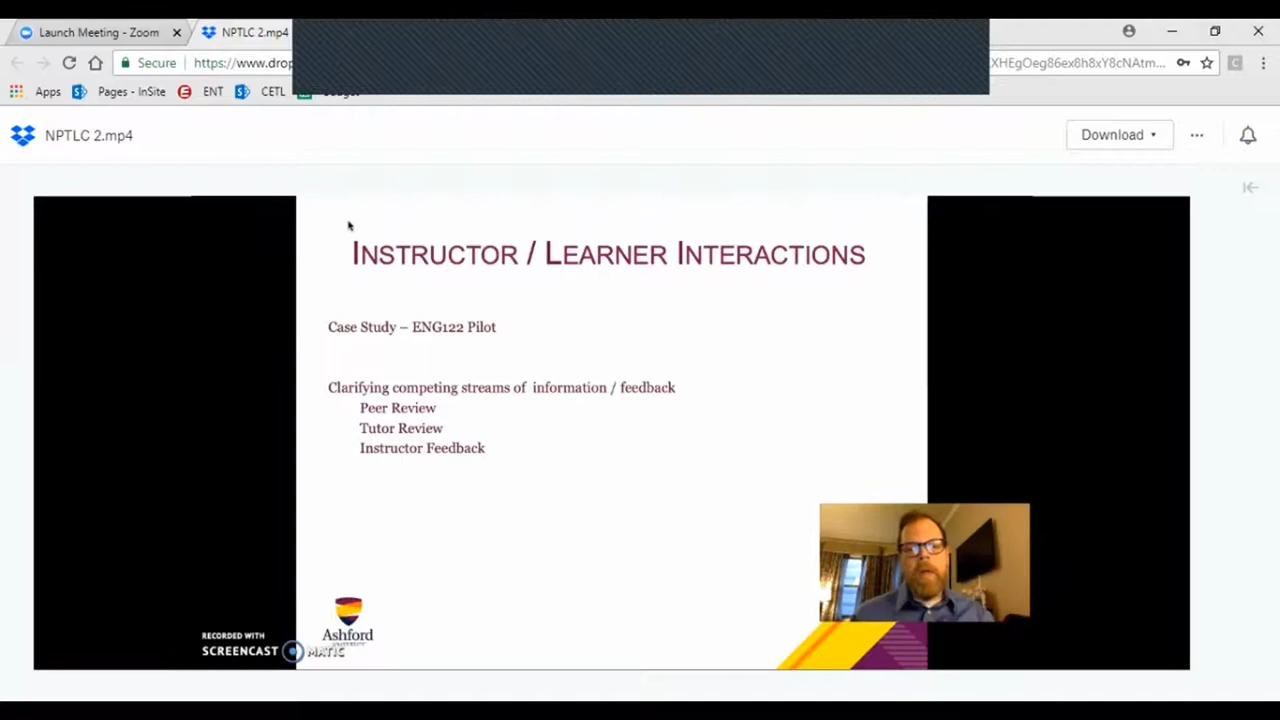 Launch Meeting - Zoom
NPTLC 2.mp4
Secure
https://www.drop
XHEgOeg86ex8h8xY8cNAtm...
Apps
Pages - InSite
ENT
CETL
NPTLC 2.mp4
Download
INSTRUCTOR / LEARNER INTERACTIONS
Case Study – ENG122 Pilot
Clarifying competing streams of information / feedback
Peer Review
Tutor Review
Instructor Feedback
Ashford
RECORDED WITH
SCREENCAST MATIC